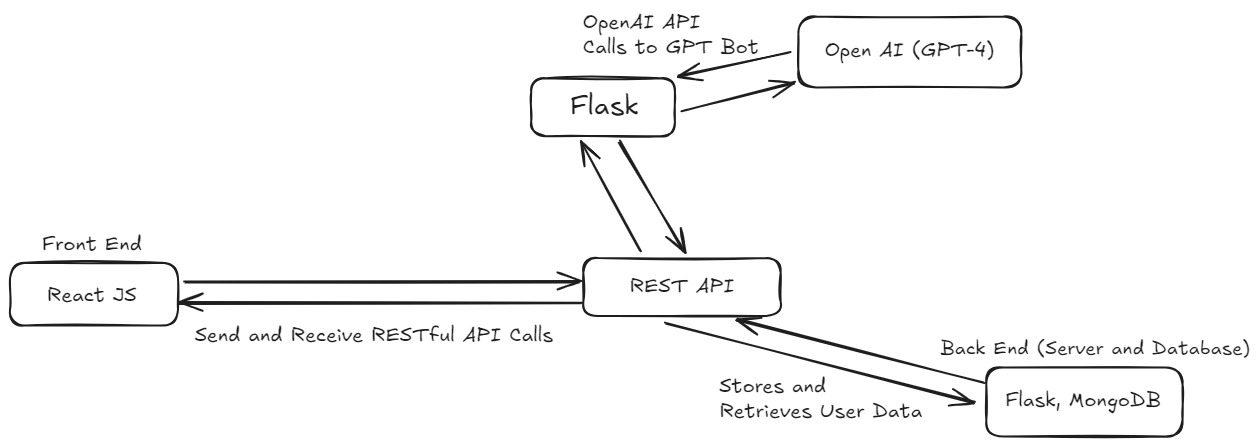 OpenAI API
Calls to GPT Bot
Open AI (GPT-4)
Flask
Front End
React JS
REST API
Send and Receive RESTful API Calls
Back End (Server and Database)
Stores and
Retrieves User Data
Flask, MongoDB